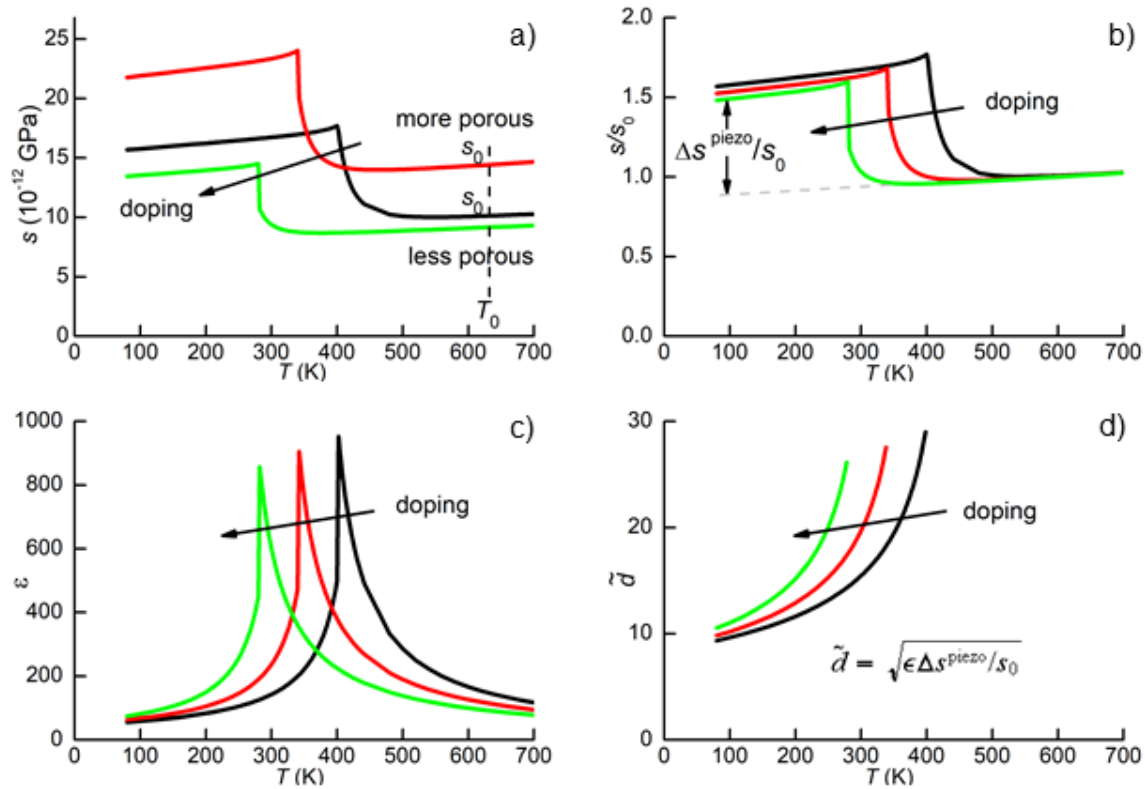 a)
25
20
15
10
5
0
s (10⁻¹² GPa)
more porous
s₀
s₀
doping
less porous
T₀
0 100 200 300 400 500 600 700
T (K)
b)
2.0
1.5
1.0
0.5
0.0
s/s₀
doping
Δs^piezo/s₀
0 100 200 300 400 500 600 700
T (K)
c)
1000
800
600
400
200
0
ε
doping
0 100 200 300 400 500 600 700
T (K)
d)
30
20
10
0
d̃
doping
d̃ = √(ϵΔs^piezo/s₀)
0 100 200 300 400 500 600 700
T (K)